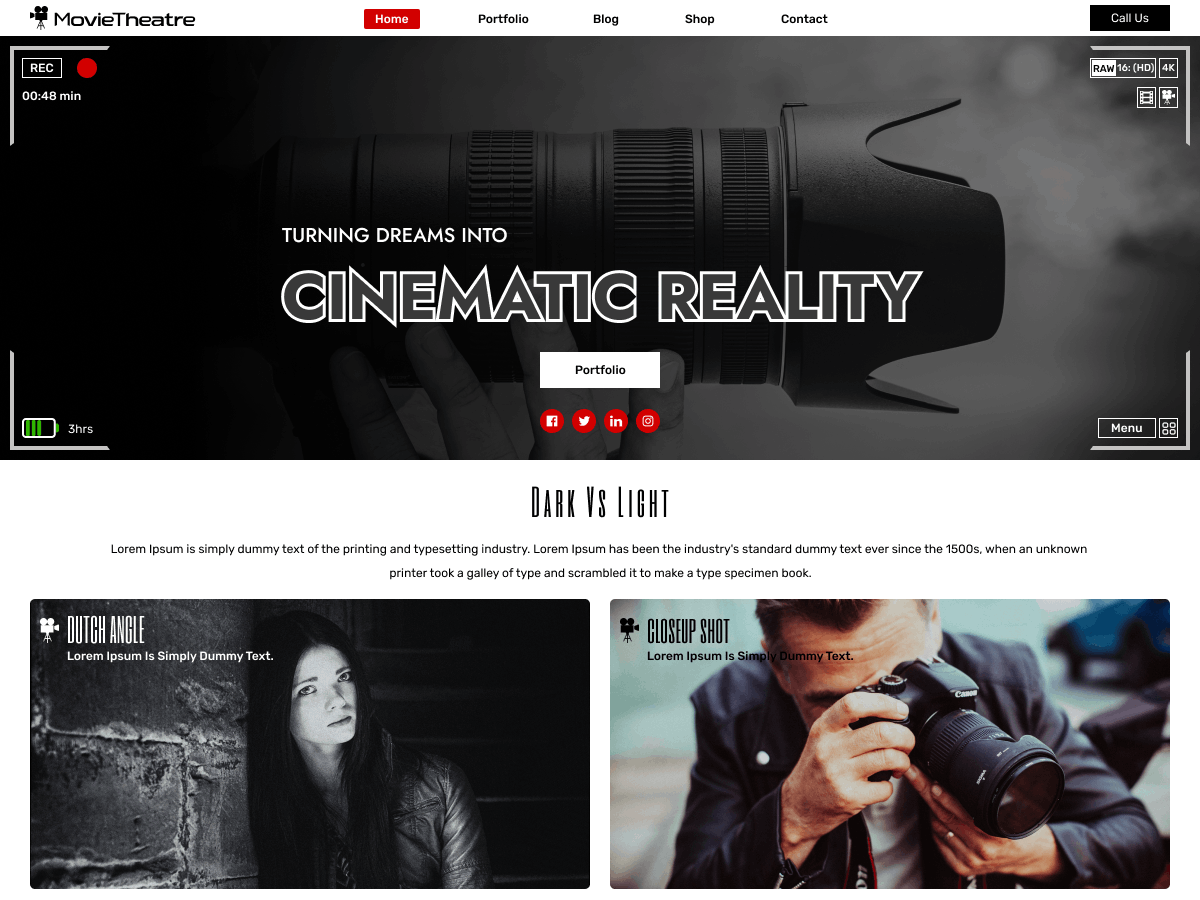 MovieTheatre
Home
Portfolio
Blog
Shop
Contact
Call Us
REC
RAW 16: (HD) 4K
00:48 min
TURNING DREAMS INTO
CINEMATIC REALITY
Portfolio
3hrs
Menu
Dark Vs Light
Lorem Ipsum is simply dummy text of the printing and typesetting industry. Lorem Ipsum has been the industry's standard dummy text ever since the 1500s, when an unknown
printer took a galley of type and scrambled it to make a type specimen book.
DUTCH ANGLE
Lorem Ipsum Is Simply Dummy Text.
CLOSEUP SHOT
Lorem Ipsum Is Simply Dummy Text.
Canon
SIGMA